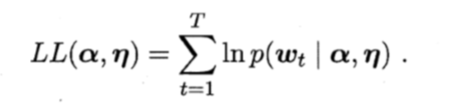 LL(α, η) = ∑_{t=1}^{T} ln p(w_t | α, η) .